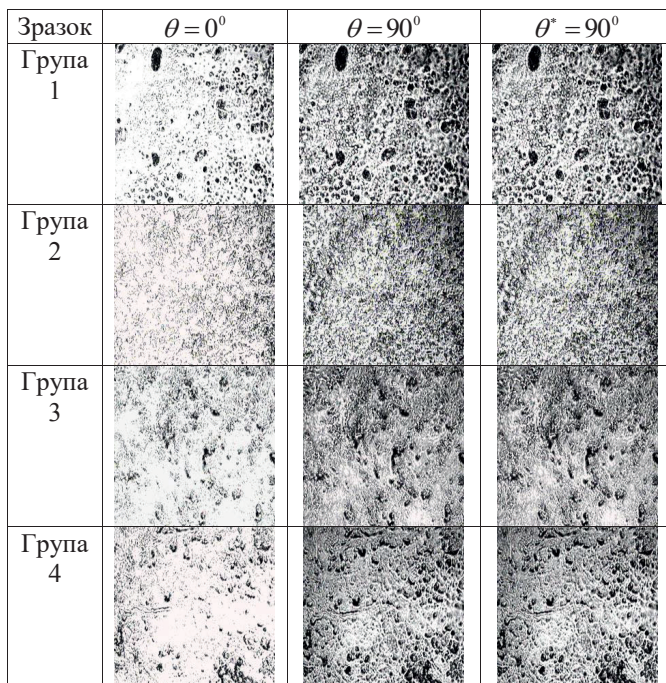 Зразок θ = 0⁰ θ = 90⁰ θ* = 90⁰
Група
1
Група
2
Група
3
Група
4